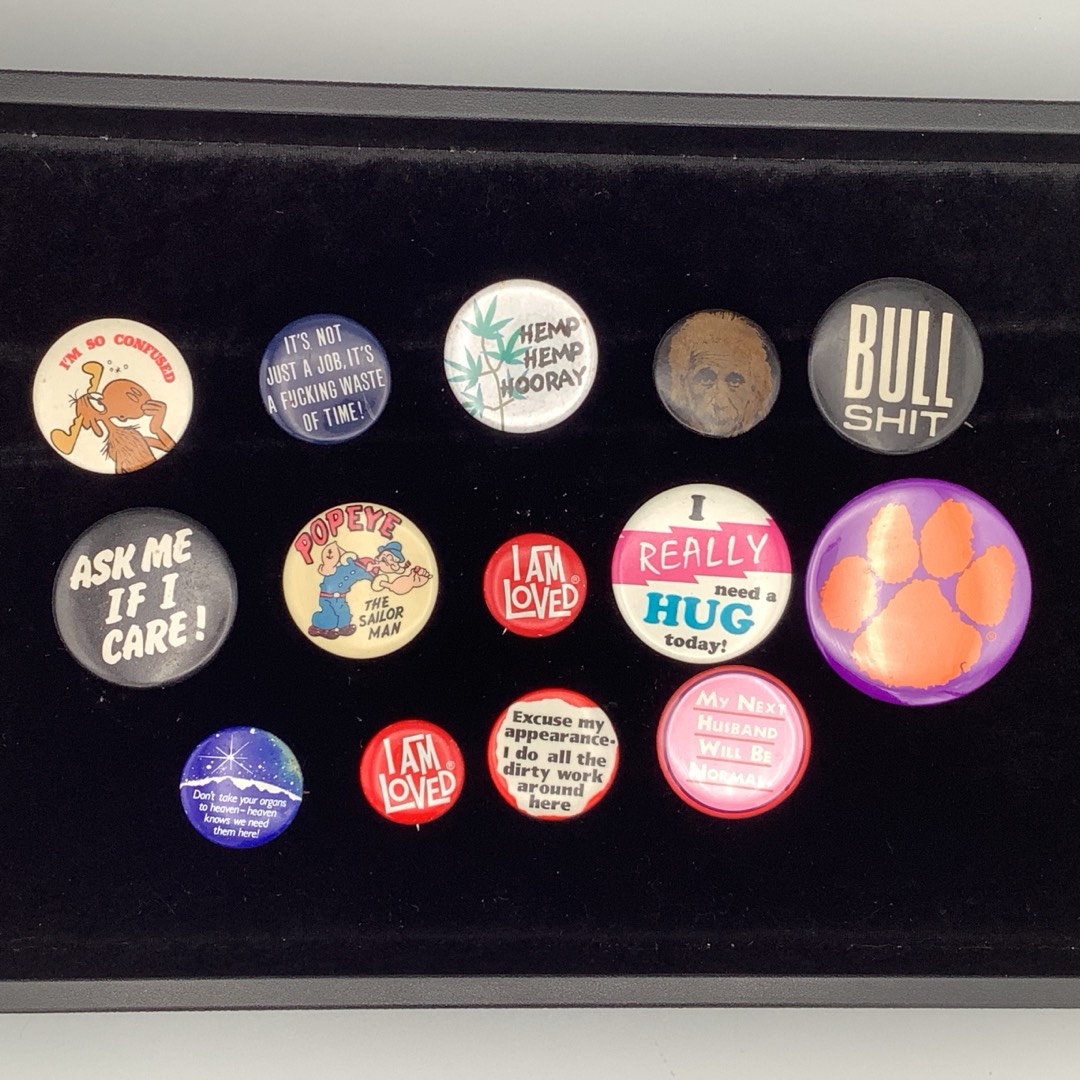 I'M SO CONFUSED
IT'S NOT
JUST A JOB, IT'S
A FUCKING WASTE
OF TIME!
HEMP
HEMP
HOORAY
BULL
SHIT
ASK ME
IF I
CARE!
POPEYE
THE
SAILOR
MAN
I AM
LOVED®
I
REALLY
need a
HUG
today!
®
Don't take your organs
to heaven~heaven
knows we need
them here!
I AM
LOVED®
Excuse my
appearance-
I do all the
dirty work
around
here
MY NEXT
HUSBAND
WILL BE
NORMAL